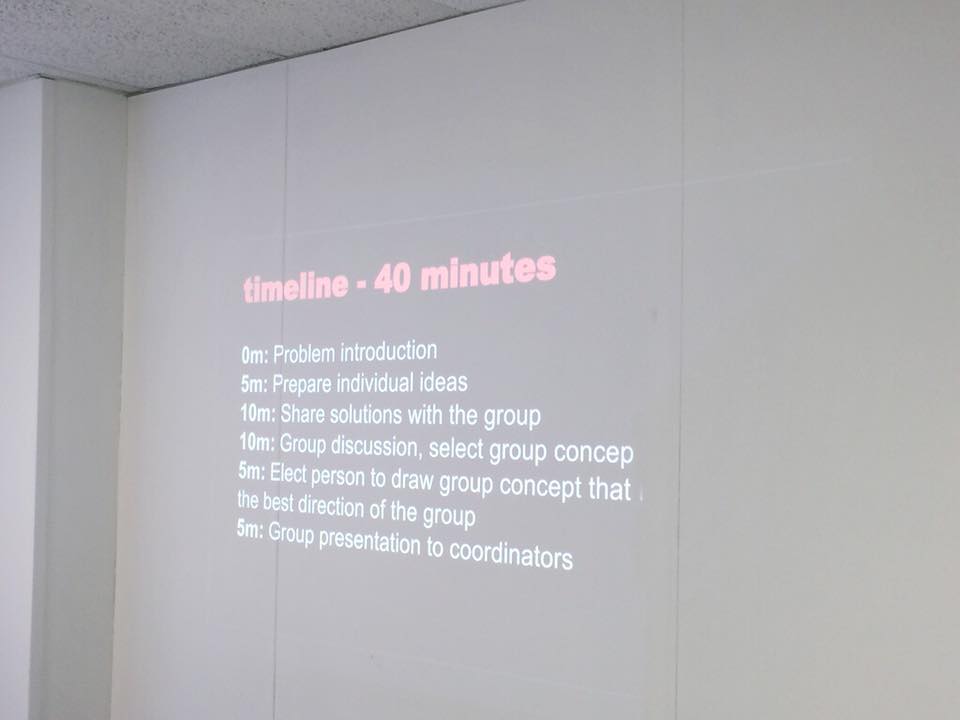 timeline - 40 minutes
0m: Problem introduction
5m: Prepare individual ideas
10m: Share solutions with the group
10m: Group discussion, select group concep
5m: Elect person to draw group concept that
the best direction of the group
5m: Group presentation to coordinators